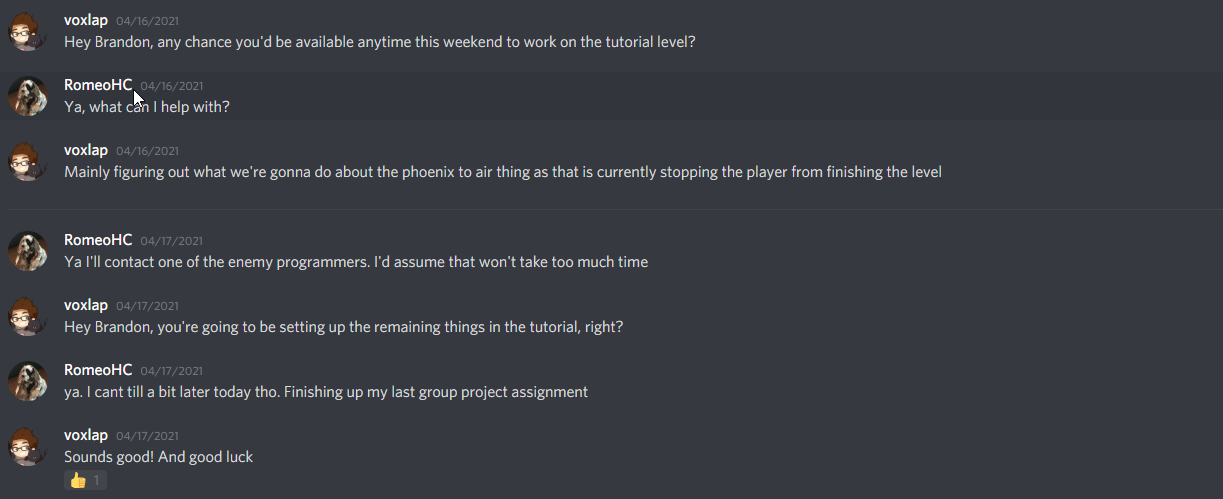 voxlap 04/16/2021
Hey Brandon, any chance you'd be available anytime this weekend to work on the tutorial level?
RomeoHC 04/16/2021
Ya, what can I help with?
voxlap 04/16/2021
Mainly figuring out what we're gonna do about the phoenix to air thing as that is currently stopping the player from finishing the level
RomeoHC 04/17/2021
Ya I'll contact one of the enemy programmers. I'd assume that won't take too much time
voxlap 04/17/2021
Hey Brandon, you're going to be setting up the remaining things in the tutorial, right?
RomeoHC 04/17/2021
ya. I cant till a bit later today tho. Finishing up my last group project assignment
voxlap 04/17/2021
Sounds good! And good luck
👍 1